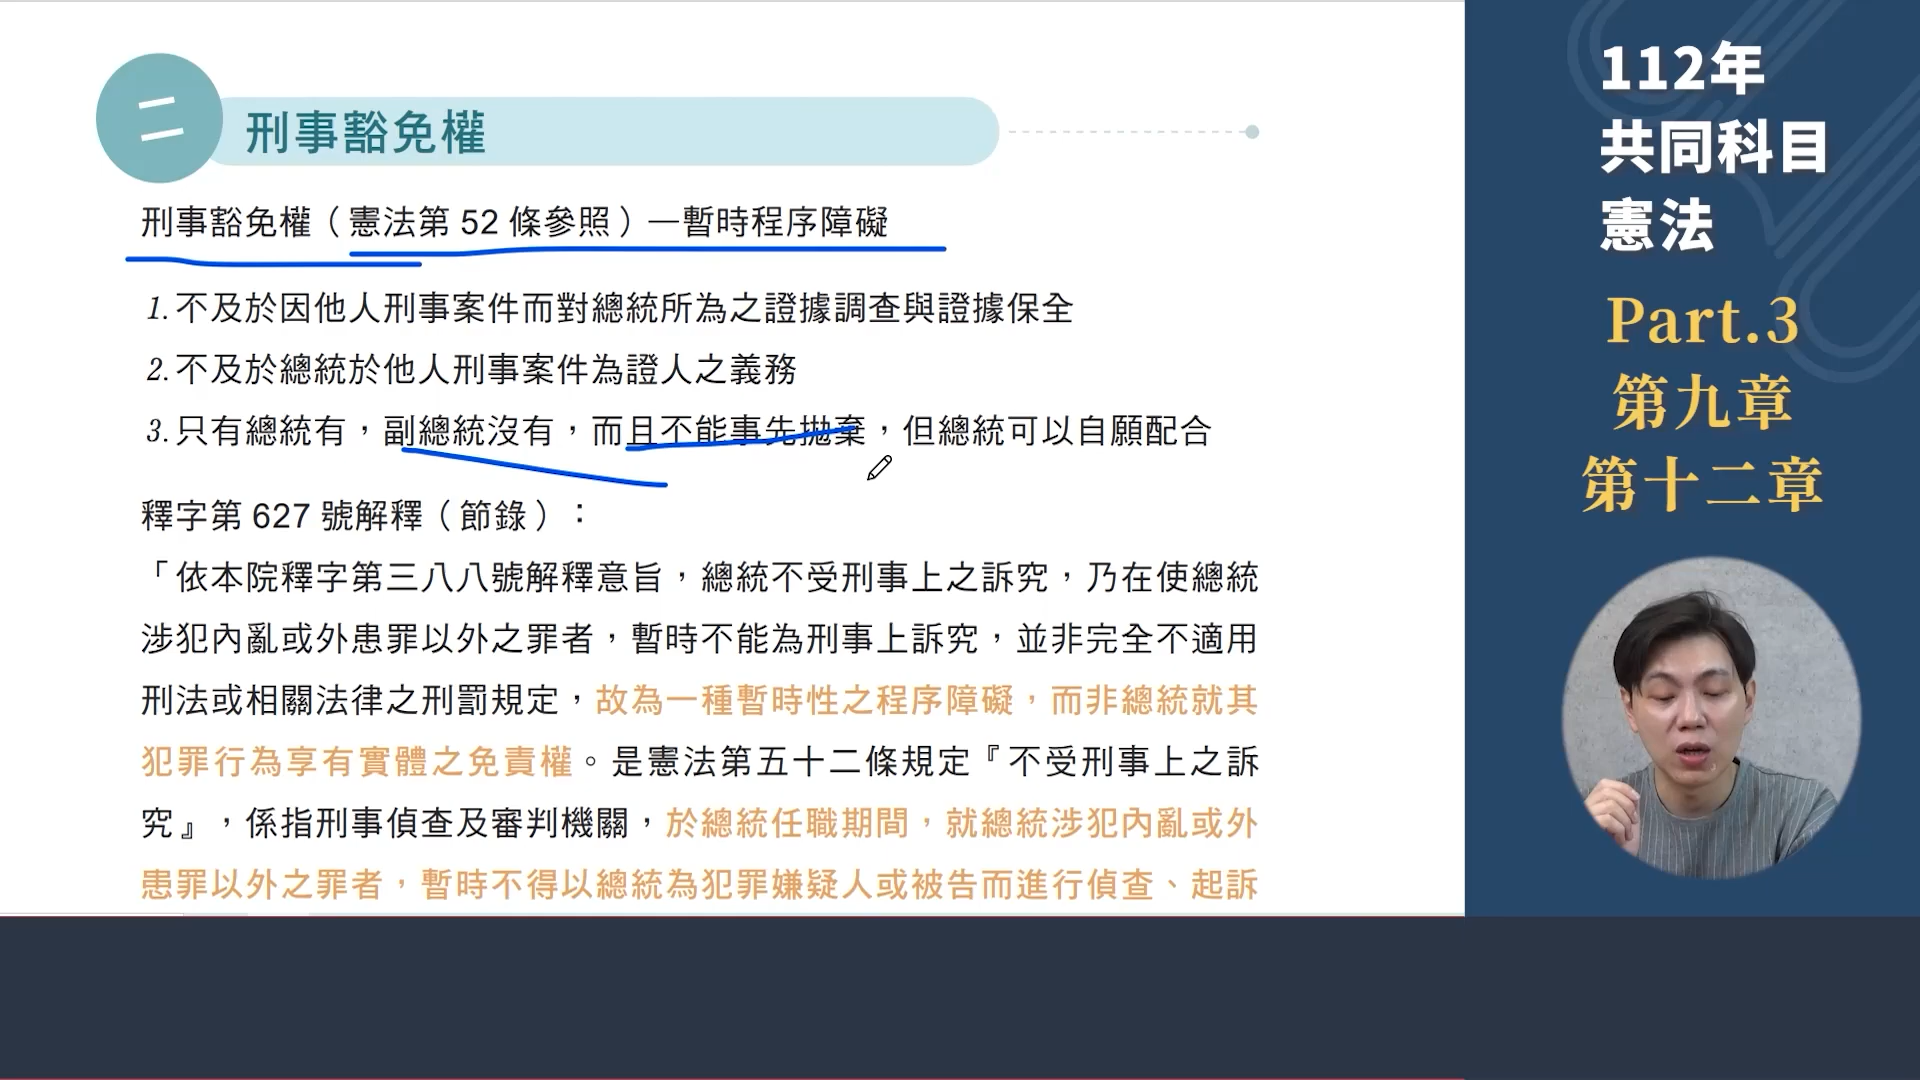 二
刑事豁免權
刑事豁免權（憲法第 52 條參照）—暫時程序障礙
1. 不及於因他人刑事案件而對總統所為之證據調查與證據保全
2. 不及於總統於他人刑事案件為證人之義務
3. 只有總統有，副總統沒有，而且不能事先拋棄，但總統可以自願配合
釋字第 627 號解釋（節錄）：
「依本院釋字第三八八號解釋意旨，總統不受刑事上之訴究，乃在使總統
涉犯內亂或外患罪以外之罪者，暫時不能為刑事上訴究，並非完全不適用
刑法或相關法律之刑罰規定，故為一種暫時性之程序障礙，而非總統就其
犯罪行為享有實體之免責權。是憲法第五十二條規定『不受刑事上之訴
究』，係指刑事偵查及審判機關，於總統任職期間，就總統涉犯內亂或外
患罪以外之罪者，暫時不得以總統為犯罪嫌疑人或被告而進行偵查、起訴
112年
共同科目
憲法
Part.3
第九章
第十二章